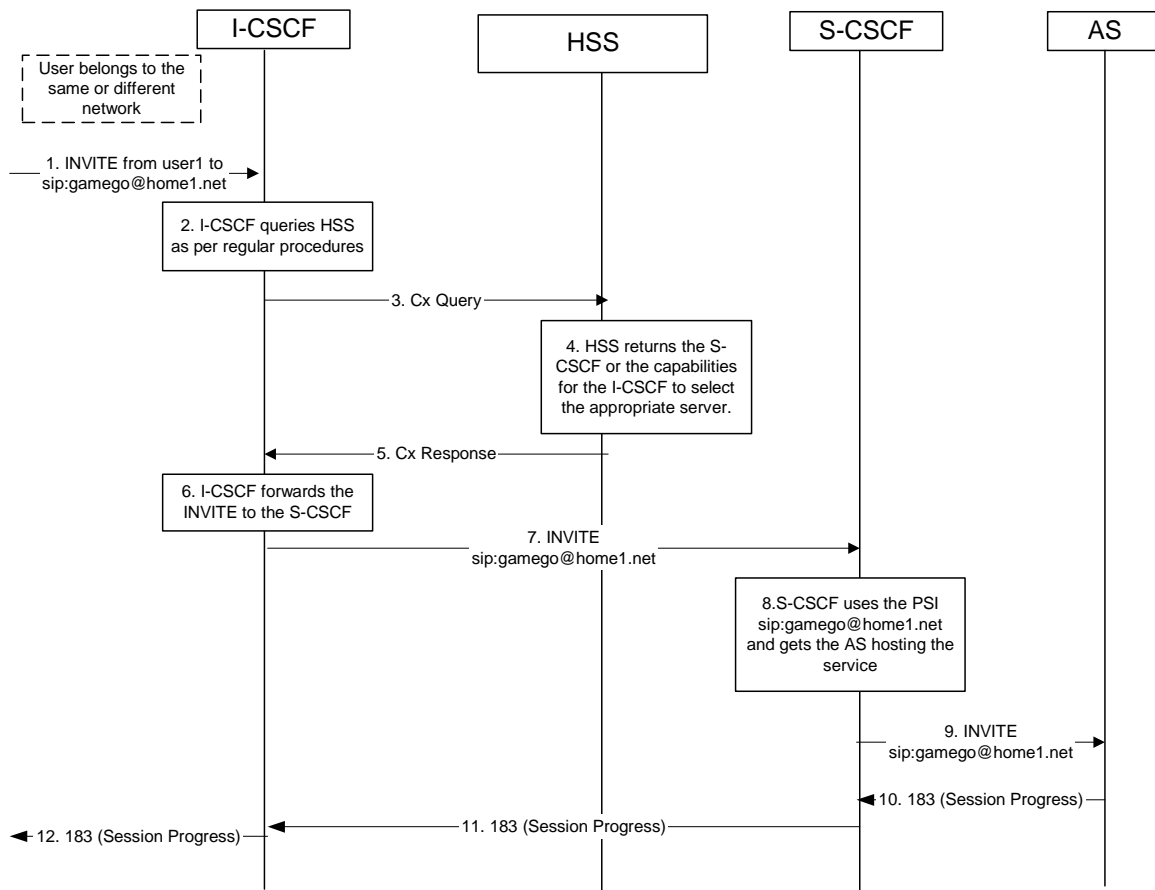 I-CSCF
HSS
S-CSCF
AS
User belongs to the
same or different
network
1. INVITE from user1 to
sip:gamego@home1.net
2. I-CSCF queries HSS
as per regular procedures
3. Cx Query
4. HSS returns the S-
CSCF or the capabilities
for the I-CSCF to select
the appropriate server.
5. Cx Response
6. I-CSCF forwards the
INVITE to the S-CSCF
7. INVITE
sip:gamego@home1.net
8.S-CSCF uses the PSI
sip:gamego@home1.net
and gets the AS hosting the
service
9. INVITE
sip:gamego@home1.net
10. 183 (Session Progress)
11. 183 (Session Progress)
12. 183 (Session Progress)